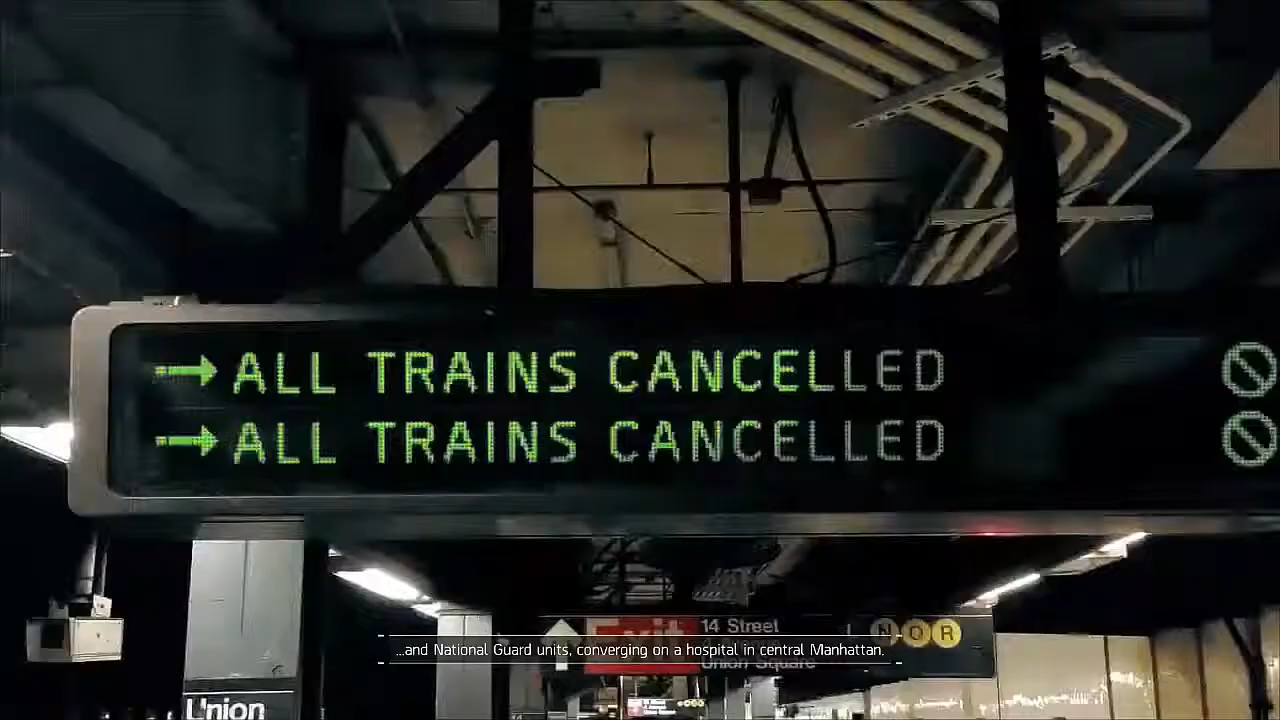 →ALL TRAINS CANCELLED
→ALL TRAINS CANCELLED
Exit 14 Street
Union Square
N Q R
...and National Guard units, converging on a hospital in central Manhattan.
Union